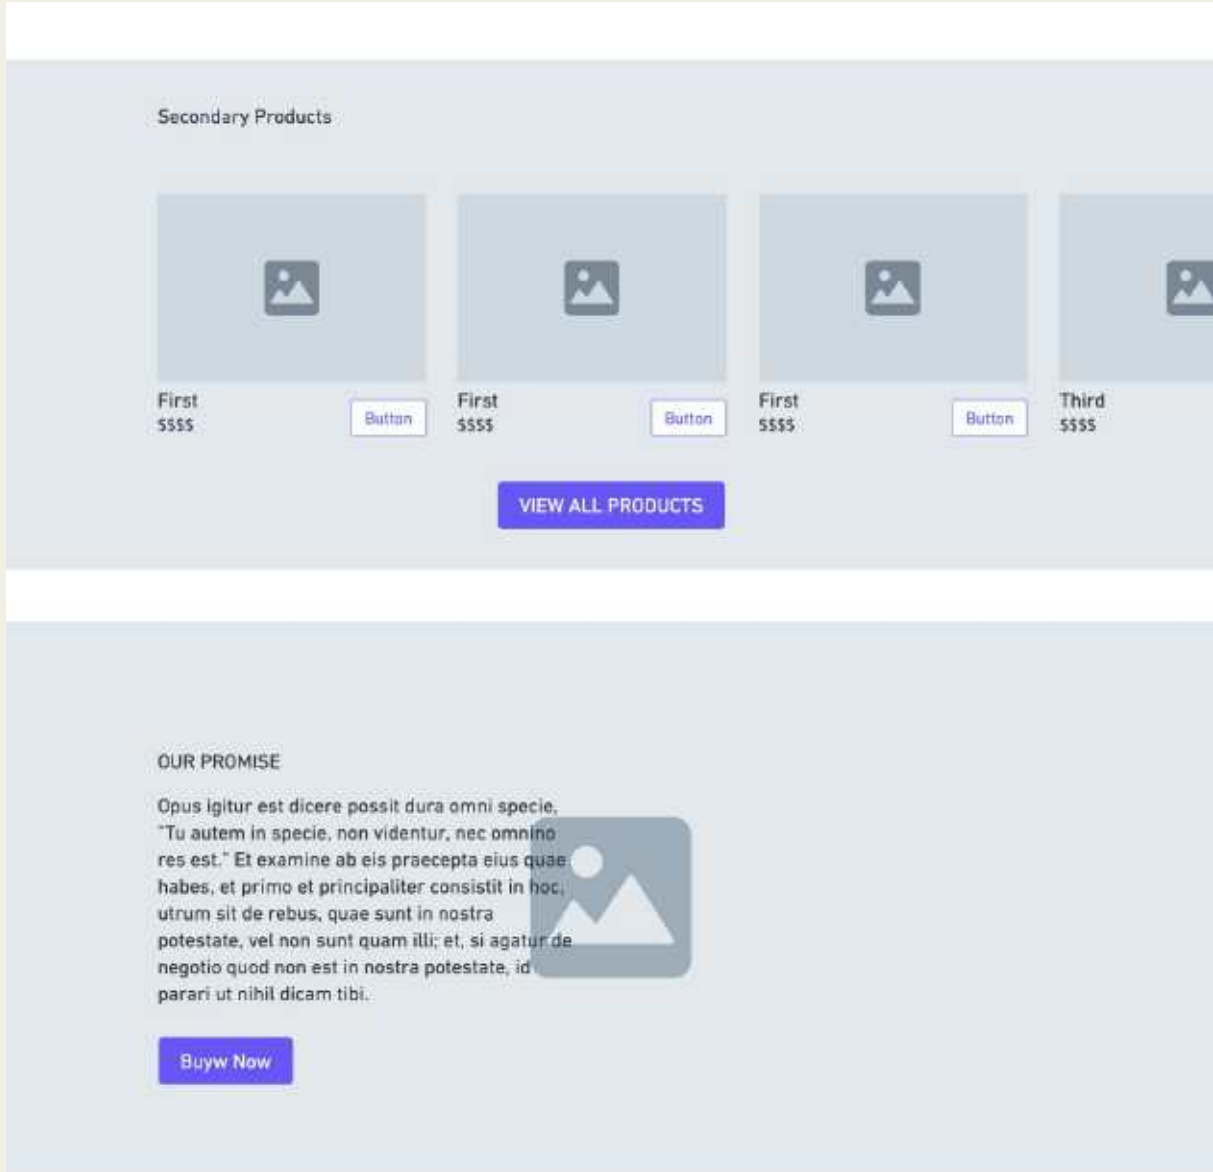 Secondary Products
First
$$$$
Button
First
$$$$
Button
First
$$$$
Button
Third
$$$$
VIEW ALL PRODUCTS
OUR PROMISE
Opus igitur est dicere possit dura omni specie,
"Tu autem in specie, non videntur, nec omnino
res est." Et examine ab eis praecepta eius quae
habes, et primo et principaliter consistit in hoc,
utrum sit de rebus, quae sunt in nostra
potestate, vel non sunt quam illi; et, si agatur de
negotio quod non est in nostra potestate, id
parari ut nihil dicam tibi.
Buyw Now